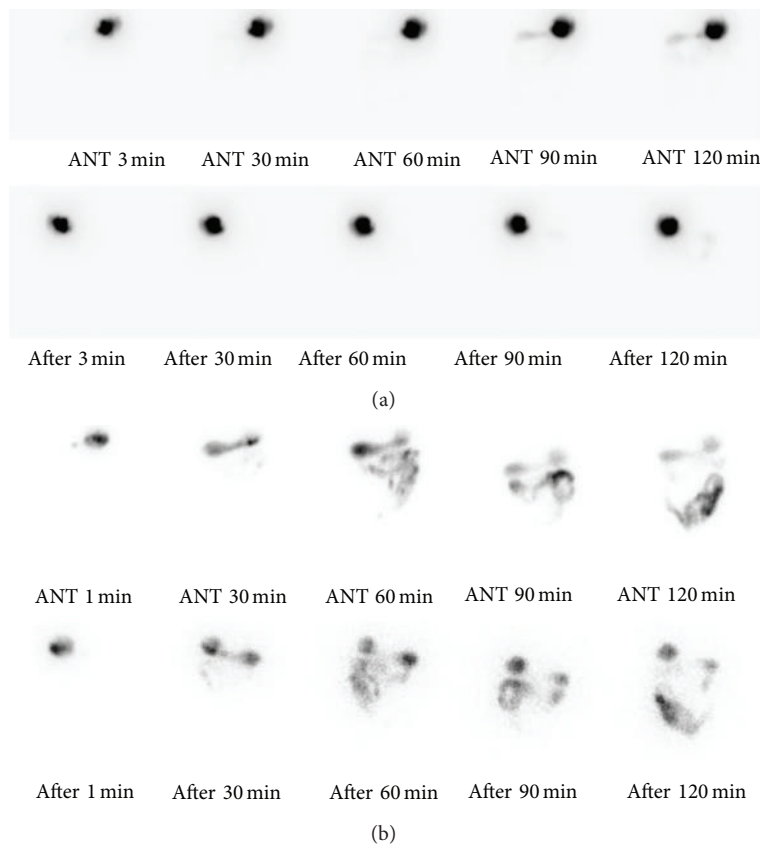 ANT 3 min ANT 30 min ANT 60 min ANT 90 min ANT 120 min
After 3 min After 30 min After 60 min After 90 min After 120 min
(a)
ANT 1 min ANT 30 min ANT 60 min ANT 90 min ANT 120 min
After 1 min After 30 min After 60 min After 90 min After 120 min
(b)